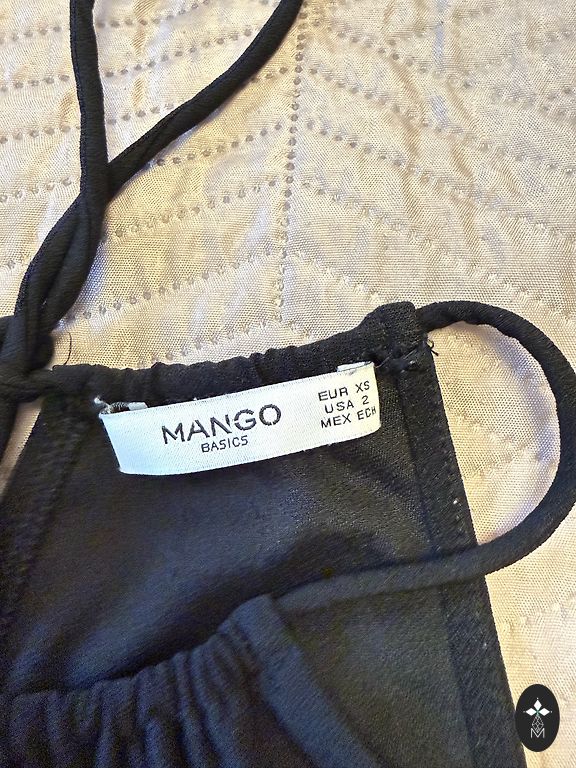 MANGO
BASICS
EUR XS
USA 2
MEX ECH
M